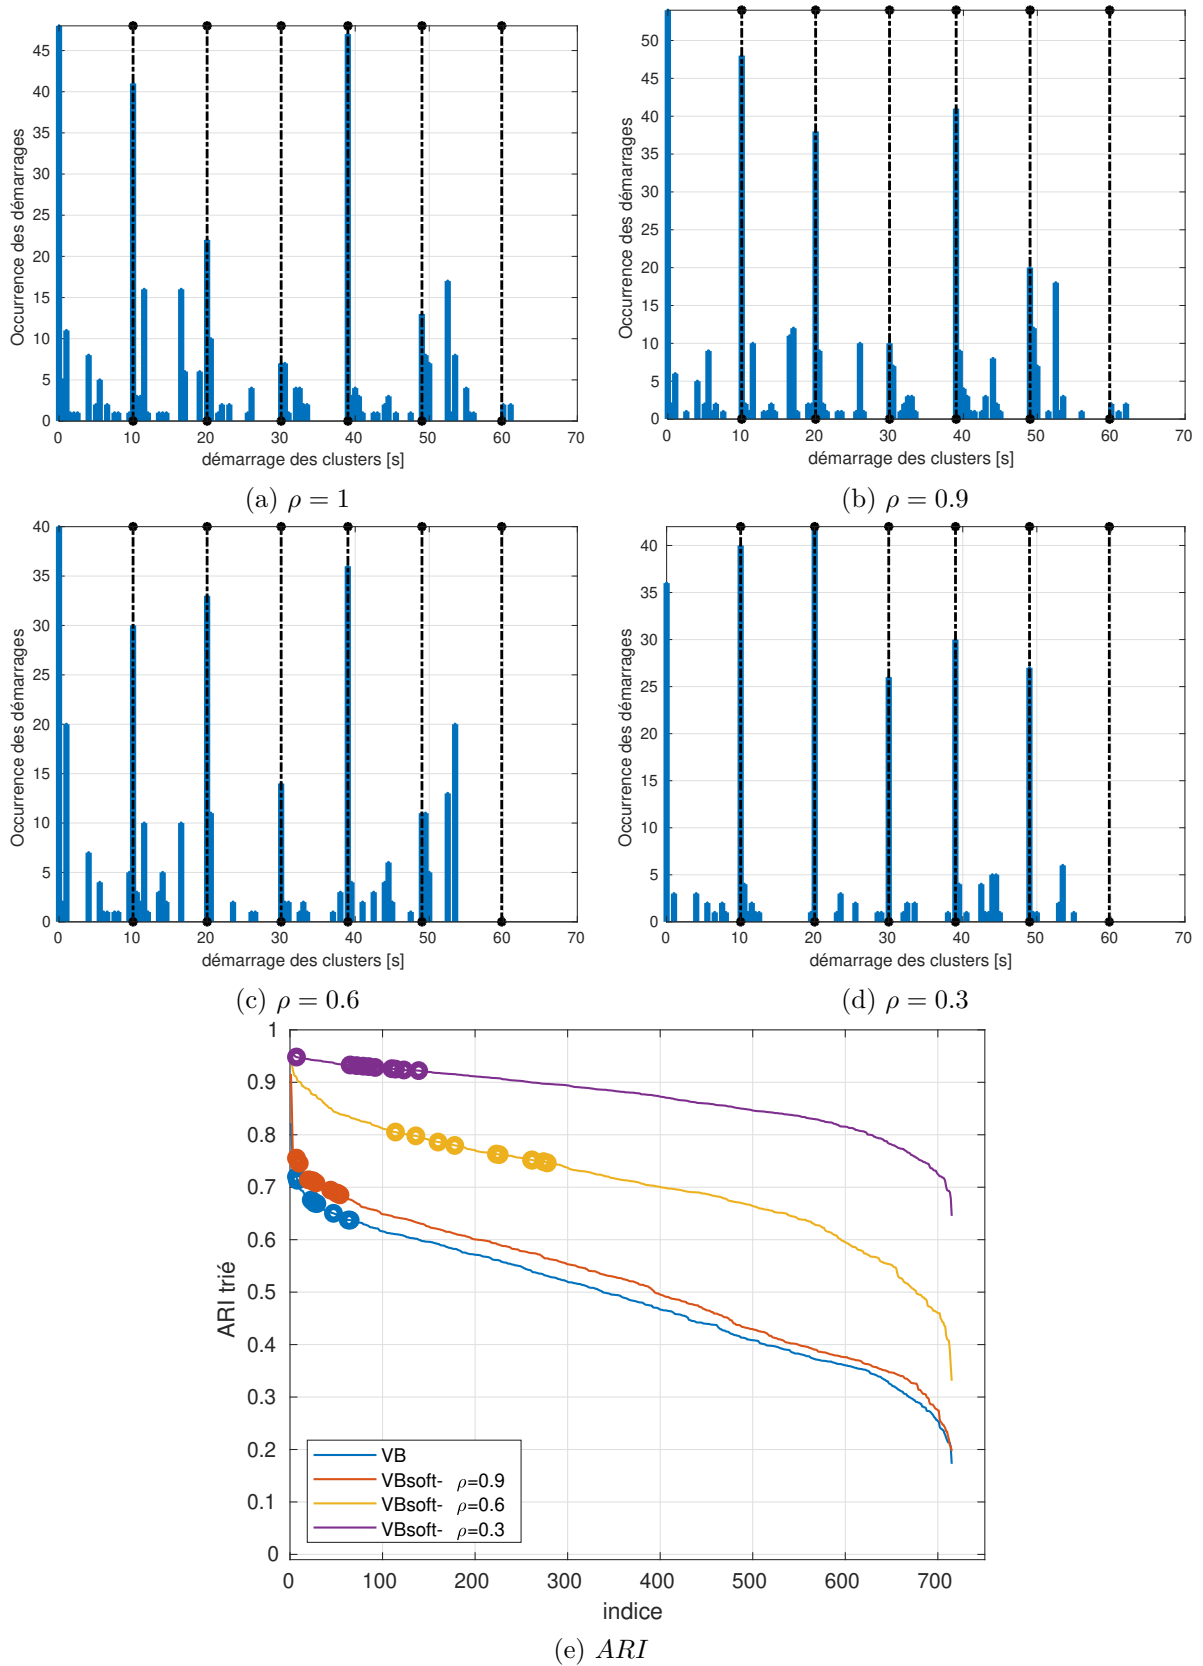 45
40
35
30
25
20
15
10
5
0
Occurrence des démarrages
0 10 20 30 40 50 60 70
démarrage des clusters [s]
(a) ρ = 1
50
45
40
35
30
25
20
15
10
5
0
Occurrence des démarrages
0 10 20 30 40 50 60 70
démarrage des clusters [s]
(b) ρ = 0.9
40
35
30
25
20
15
10
5
0
Occurrence des démarrages
0 10 20 30 40 50 60 70
démarrage des clusters [s]
(c) ρ = 0.6
40
35
30
25
20
15
10
5
0
Occurrence des démarrages
0 10 20 30 40 50 60 70
démarrage des clusters [s]
(d) ρ = 0.3
1
0.9
0.8
0.7
0.6
0.5
0.4
0.3
0.2
0.1
0
ARI trié
VB
VBsoft- ρ=0.9
VBsoft- ρ=0.6
VBsoft- ρ=0.3
0 100 200 300 400 500 600 700
indice
(e) ARI